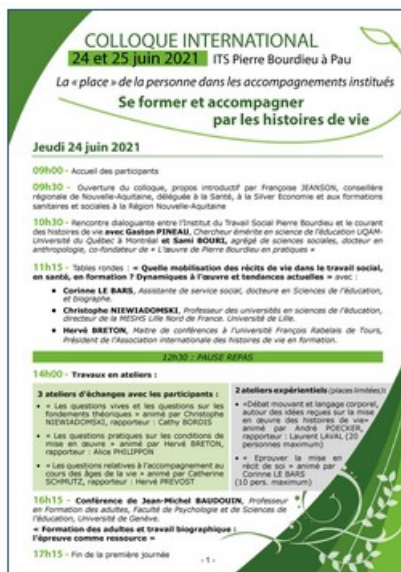 COLLOQUE INTERNATIONAL
24 et 25 juin 2021 ITS Pierre Bourdieu à Pau
La « place » de la personne dans les accompagnements institués
Se former et accompagner
par les histoires de vie
Jeudi 24 juin 2021
09h00 - Accueil des participants
09h30 - Ouverture du colloque, propos introductif par Françoise JEANSON, conseillère
régionale de Nouvelle-Aquitaine, déléguée à la Santé, à la Silver Economie et aux formations
sanitaires et sociales à la Région Nouvelle-Aquitaine
10h30 - Rencontre dialoguante entre l'Institut du Travail Social Pierre Bourdieu et le courant
des histoires de vie avec Gaston PINEAU, Chercheur émérite en science de l'éducation UQAM-
Université du Québec à Montréal et Sami BOURI, agrégé de sciences sociales, docteur en
anthropologie, co-fondateur de « L'œuvre de Pierre Bourdieu en pratiques »
11h15 - Tables rondes : « Quelle mobilisation des récits de vie dans le travail social,
en santé, en formation ? Dynamiques à l'œuvre et tendances actuelles » avec :
• Corinne LE BARS, Assistante de service social, docteure en Sciences de l'éducation,
et biographe.
• Christophe NIEWIADOMSKI, Professeur des universités en sciences de l'éducation,
directeur de la MESHS Lille Nord de France. Université de Lille.
• Hervé BRETON, Maitre de conférences à l'université François Rabelais de Tours,
Président de l'Association internationale des histoires de vie en formation.
12h30 : PAUSE REPAS
14h00 - Travaux en ateliers :
3 ateliers d'échanges avec les participants :
• « Les questions vives et les questions sur les
fondements théoriques » animé par Christophe
NIEWIADOMSKI, rapporteur : Cathy BORDIS
• « Les questions pratiques sur les conditions de
mise en œuvre » animé par Hervé BRETON,
rapporteur : Alice PHILIPPON
• « Les questions relatives à l'accompagnement au
cours des âges de la vie » animé par Catherine
SCHMUTZ, rapporteur : Hervé PREVOST
2 ateliers expérientiels (places limitées):
• «Débat mouvant et langage corporel,
autour des idées reçues sur la mise
en œuvre des histoires de vie»
animé par André POECKER,
rapporteur : Laurent LAVAL (20
personnes maximum)
• « Eprouver la mise en
récit de soi » animé par
Corinne LE BARS
(10 pers. maximum)
16h15 - Conférence de Jean-Michel BAUDOUIN, Professeur
en Formation des adultes, Faculté de Psychologie et de Sciences de
l'éducation, Université de Genève.
« Formation des adultes et travail biographique :
l'épreuve comme ressource »
17h15 - Fin de la première journée
- 1 -